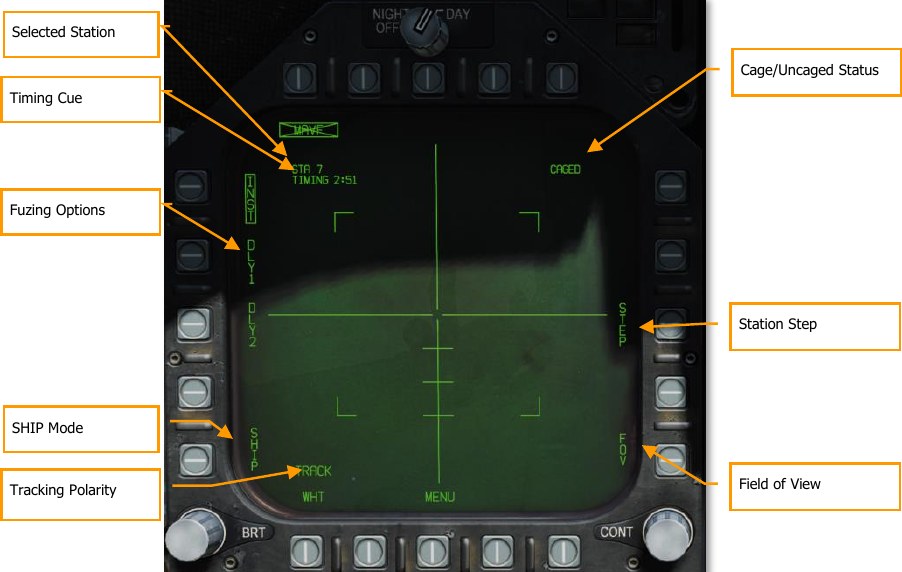 Selected Station
Timing Cue
Fuzing Options
SHIP Mode
Tracking Polarity
Cage/Uncaged Status
Station Step
Field of View
NIGHT DAY
OFF
MAVF
STA 7
TIMING 2:51
CAGED
INST
DLY1
DLY2
STEP
SHIP
FOV
TRACK
WHT
MENU
BRT
CONT